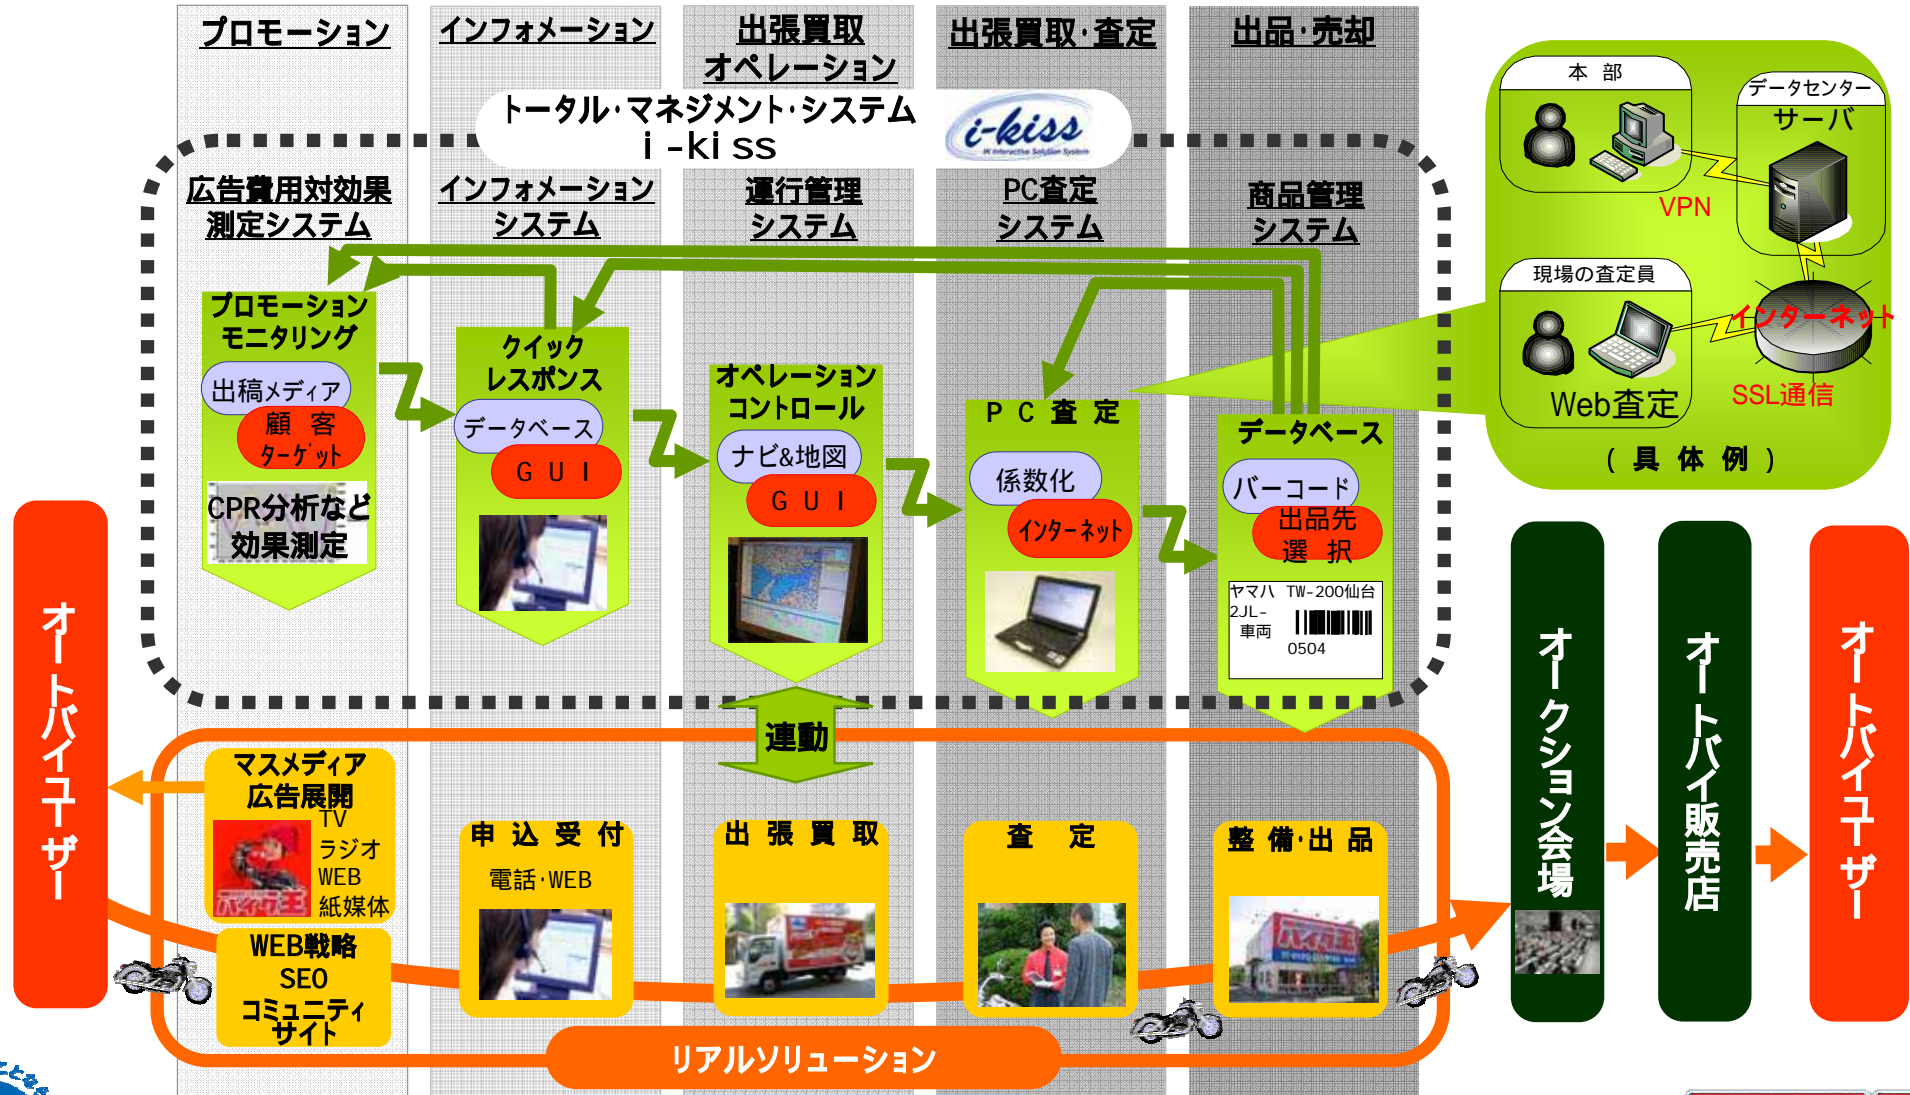 プロモーション
インフォメーション
出張買取
オペレーション
出張買取・査定
出品・売却
トータル・マネジメント・システム
i-kiss
i-kiss
IK Interactive Solution System
広告費用対効果
測定システム
インフォメーション
システム
運行管理
システム
PC査定
システム
商品管理
システム
プロモーション
モニタリング
出稿メディア
顧客
ターゲット
CPR分析など
効果測定
クイック
レスポンス
データベース
GUI
オペレーション
コントロール
ナビ&地図
GUI
PC査定
係数化
インターネット
データベース
バーコード
出品先
選択
ヤマハ TW-200仙台
2JL-
車両
0504
本部
データセンター
サーバ
VPN
現場の査定員
インターネット
Web査定
SSL通信
(具体例)
連動
オートバイユーザー
マスメディア
広告展開
TV
ラジオ
WEB
紙媒体
バイク王
WEB戦略
SEO
コミュニティ
サイト
申込受付
電話・WEB
出張買取
査定
整備・出品
バイク王
リアルソリューション
オークション会場
オートバイ販売店
オートバイユーザー